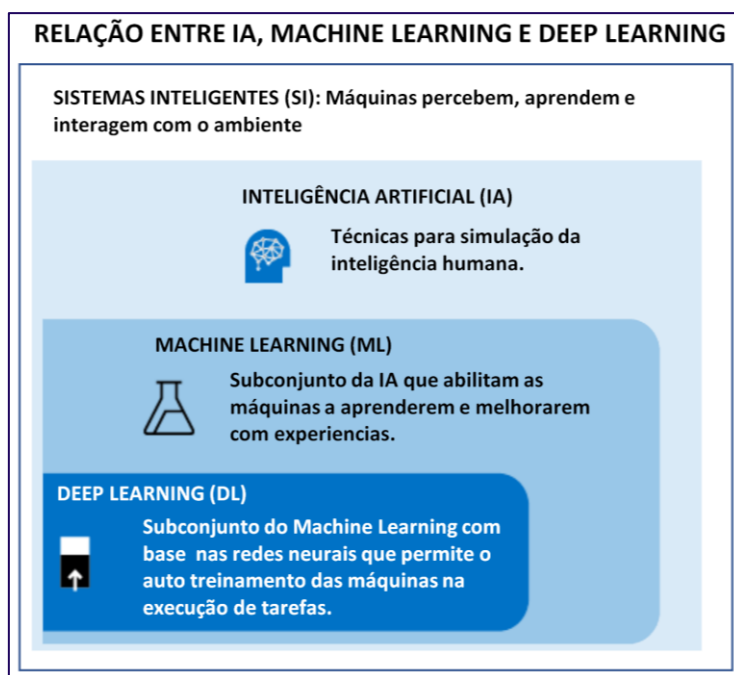 RELAÇÃO ENTRE IA, MACHINE LEARNING E DEEP LEARNING
SISTEMAS INTELIGENTES (SI): Máquinas percebem, aprendem e
interagem com o ambiente
INTELIGÊNCIA ARTIFICIAL (IA)
Técnicas para simulação da
inteligência humana.
MACHINE LEARNING (ML)
Subconjunto da IA que abilitam as
máquinas a aprenderem e melhorarem
com experiencias.
DEEP LEARNING (DL)
Subconjunto do Machine Learning com
base nas redes neurais que permite o
auto treinamento das máquinas na
execução de tarefas.